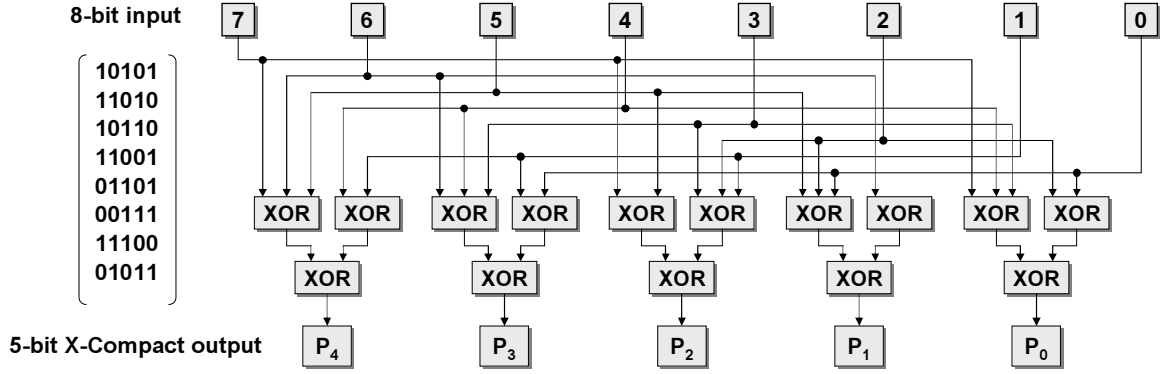 8-bit input 7 6 5 4 3 2 1 0
10101
11010
10110
11001
01101
00111
11100
01011
XOR XOR XOR XOR XOR XOR XOR XOR XOR XOR
XOR XOR XOR XOR XOR
5-bit X-Compact output P4 P3 P2 P1 P0